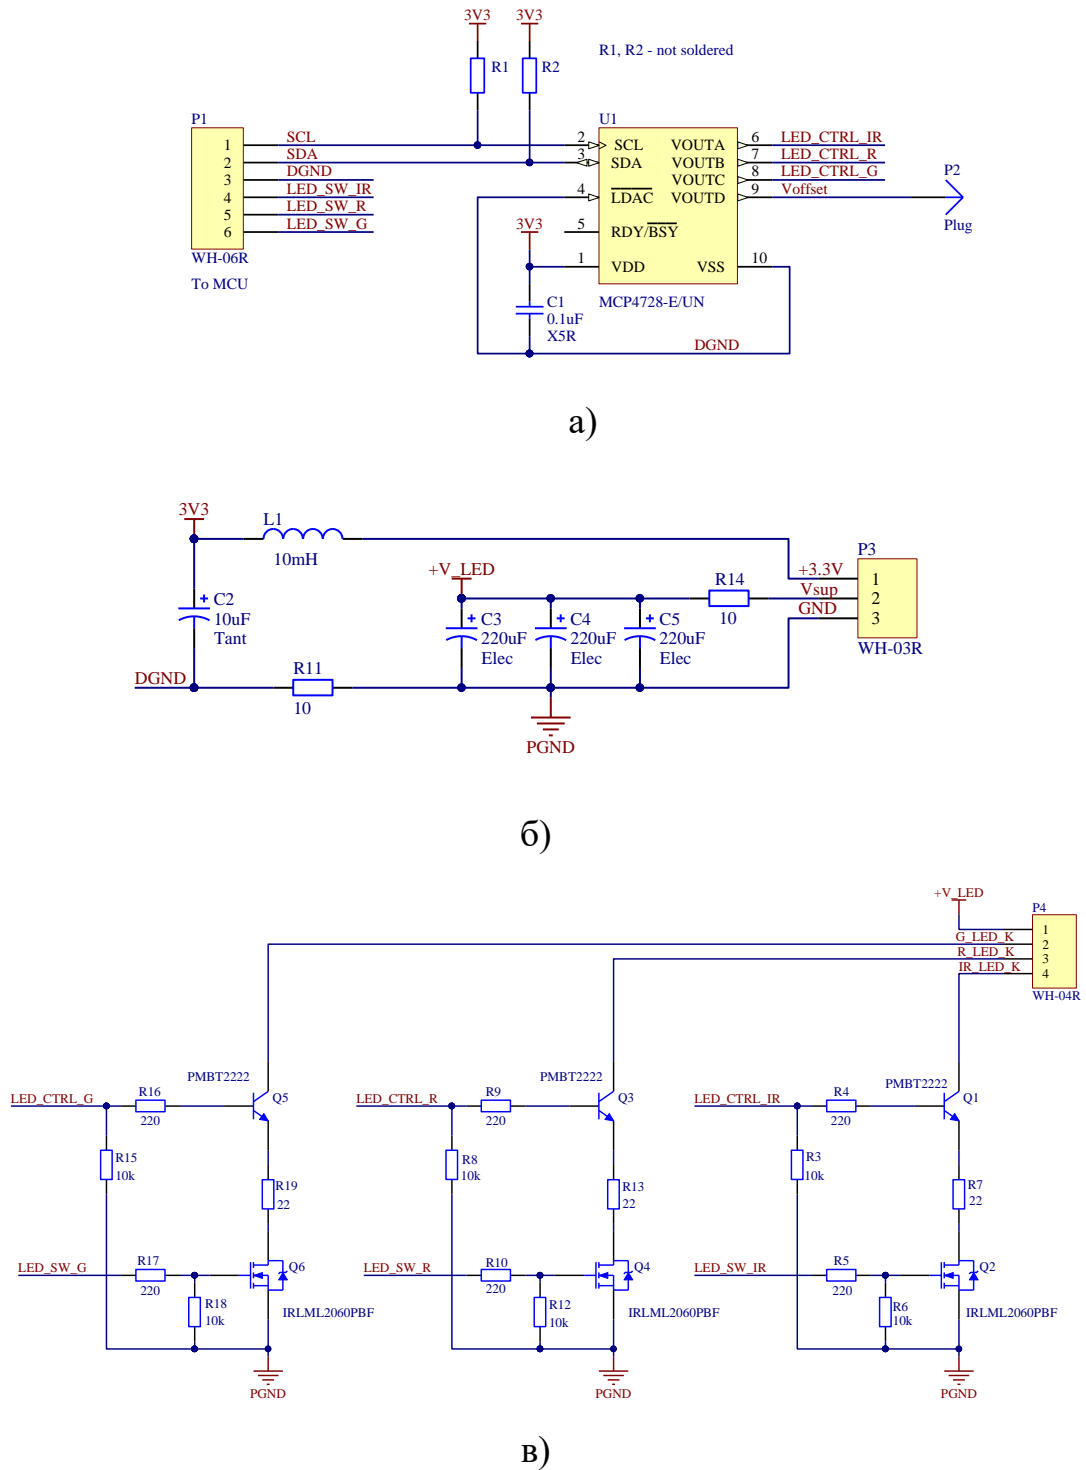 3V3
3V3
R1
R2
R1, R2 - not soldered
P1
1
2
3
4
5
6
SCL
SDA
DGND
LED_SW_IR
LED_SW_R
LED_SW_G
WH-06R
To MCU
U1
2
3
4
5
1
SCL
SDA
LDAC
RDY/BSY
VDD
VOUTA
VOUTB
VOUTC
VOUTD
VSS
6
7
8
9
10
LED_CTRL_IR
LED_CTRL_R
LED_CTRL_G
Voffset
P2
Plug
3V3
C1
0.1uF
X5R
MCP4728-E/UN
DGND
а)
3V3
L1
10mH
+
C2
10uF
Tant
DGND
R11
10
+V_LED
+
C3
220uF
Elec
+
C4
220uF
Elec
+
C5
220uF
Elec
R14
10
PGND
+3.3V
Vsup
GND
P3
1
2
3
WH-03R
б)
+V_LED
P4
G_LED_K
R_LED_K
IR_LED_K
1
2
3
4
WH-04R
PMBT2222
LED_CTRL_G
R16
220
Q5
R15
10k
R19
22
LED_SW_G
R17
220
Q6
R18
10k
IRLML2060PBF
PGND
PMBT2222
LED_CTRL_R
R9
220
Q3
R8
10k
R13
22
LED_SW_R
R10
220
Q4
R12
10k
IRLML2060PBF
PGND
PMBT2222
LED_CTRL_IR
R4
220
Q1
R3
10k
R7
22
LED_SW_IR
R5
220
Q2
R6
10k
IRLML2060PBF
PGND
в)